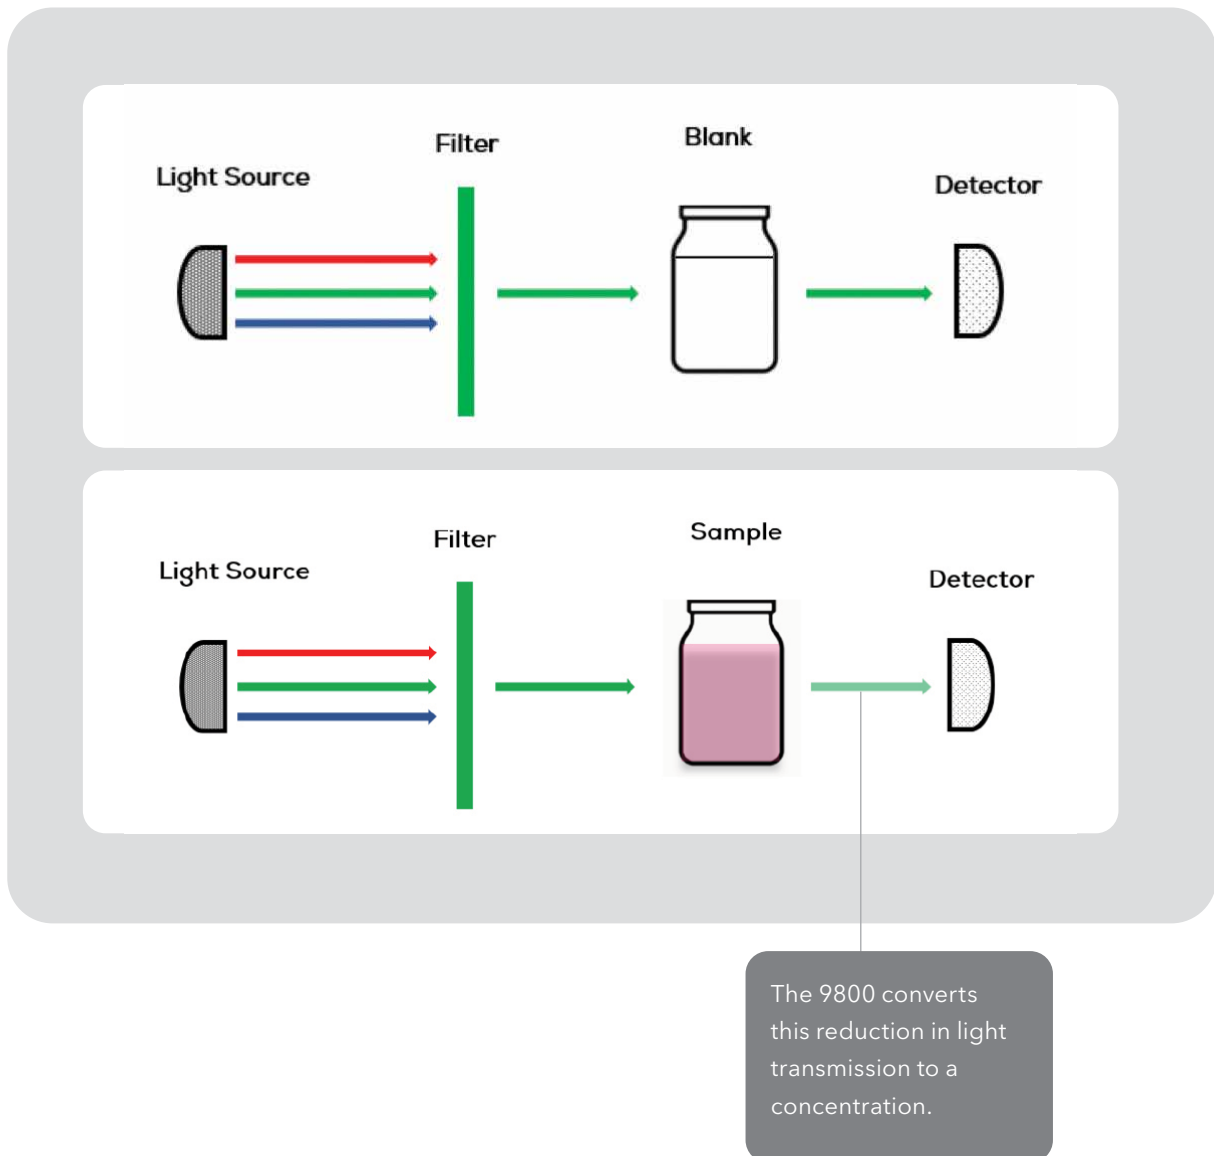 Light Source
Filter
Blank
Detector
Light Source
Filter
Sample
Detector
The 9800 converts
this reduction in light
transmission to a
concentration.